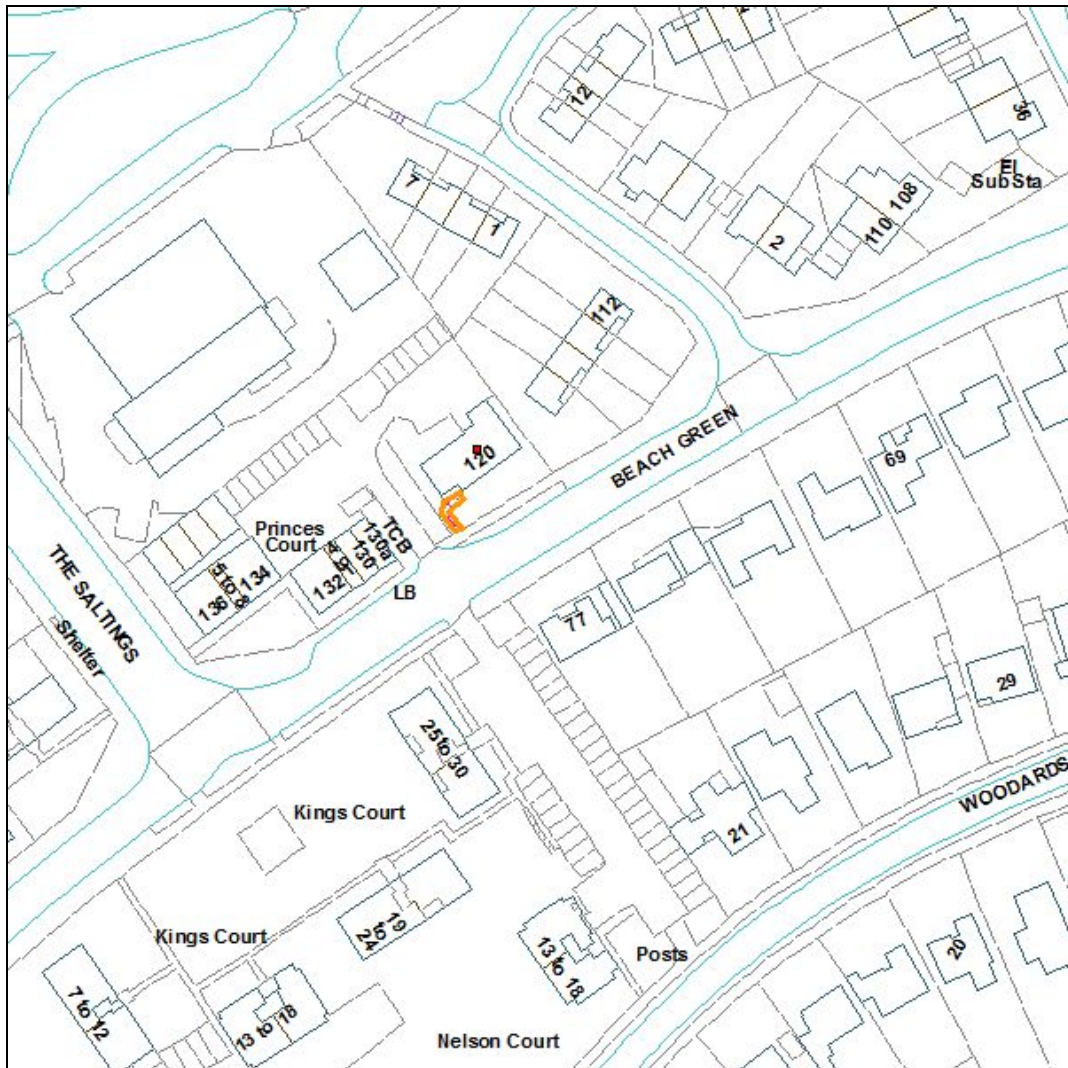 12
36
El
Sub Sta
7
1
108
110
2
112
BEACH GREEN
120
69
Princes
Court
TCB
130a
130
132
134
5 to 8
136
LB
THE SALTINGS
Shelter
77
29
25 to 30
WOODARDS
Kings Court
21
19
to
24
Kings Court
13 to 18
Posts
20
7 to 12
13 to 18
Nelson Court